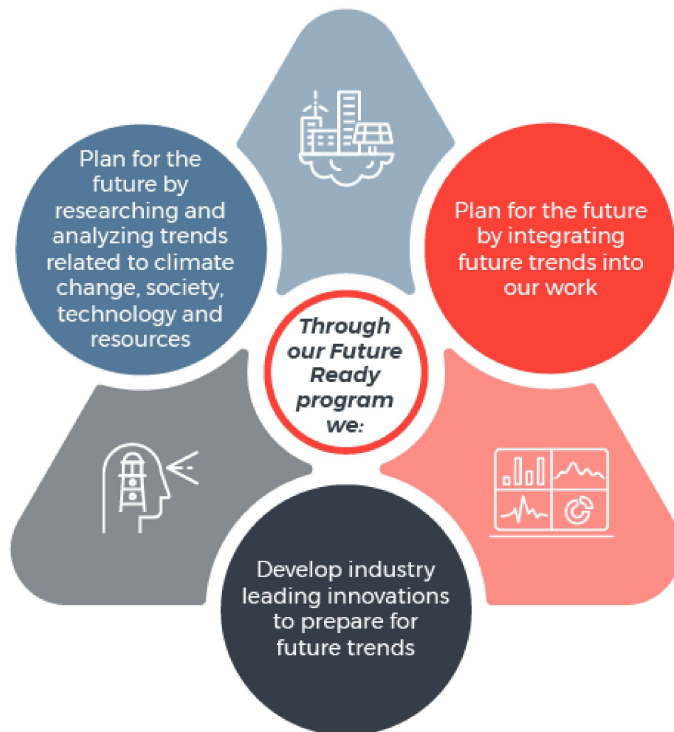 Through
our Future
Ready
program
we:
Plan for the
future by
researching and
analyzing trends
related to climate
change, society,
technology and
resources
Plan for the future
by integrating
future trends into
our work
Develop industry
leading innovations
to prepare for
future trends